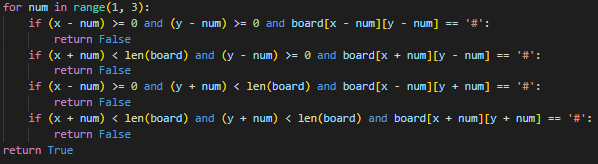 for num in range(1, 3):
    if (x - num) >= 0 and (y - num) >= 0 and board[x - num][y - num] == '#':
        return False
    if (x + num) < len(board) and (y - num) >= 0 and board[x + num][y - num] == '#':
        return False
    if (x - num) >= 0 and (y + num) < len(board) and board[x - num][y + num] == '#':
        return False
    if (x + num) < len(board) and (y + num) < len(board) and board[x + num][y + num] == '#':
        return False
return True